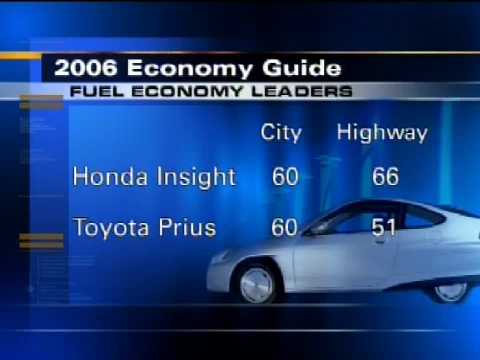 2006 Economy Guide
FUEL ECONOMY LEADERS
City Highway
Honda Insight 60 66
Toyota Prius 60 51